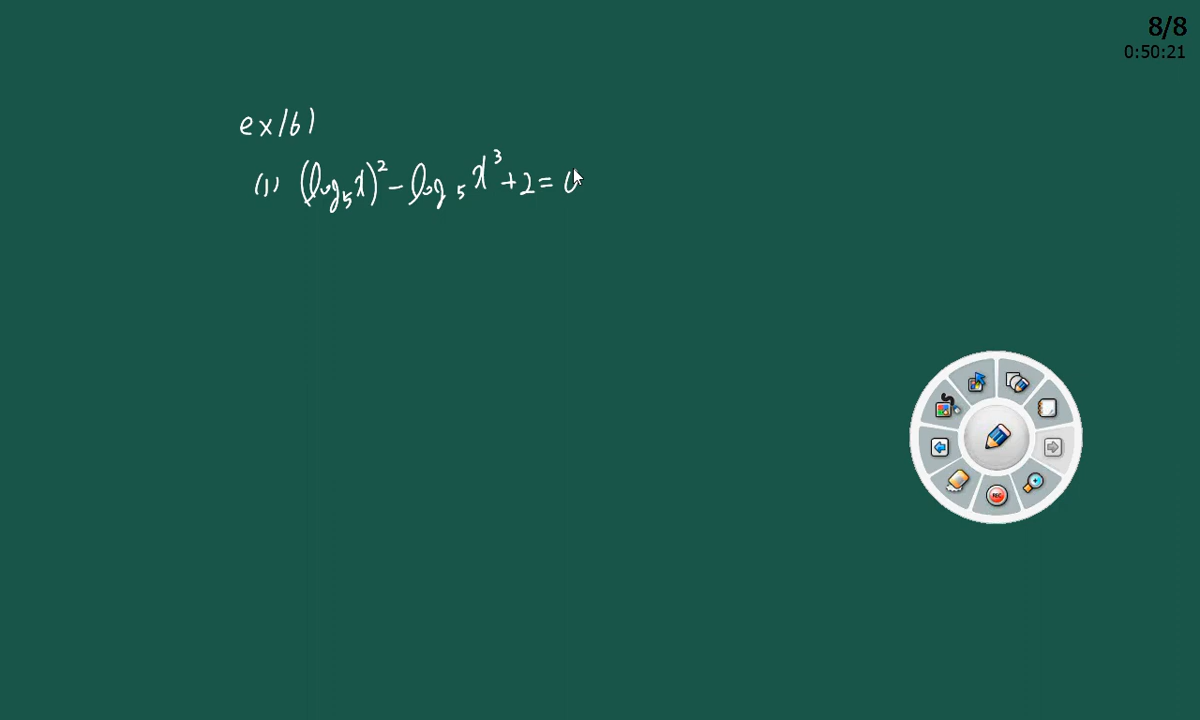 8/8
0:50:21
ex16)
(1) (log₅x)² - log₅x³ + 2 = 0